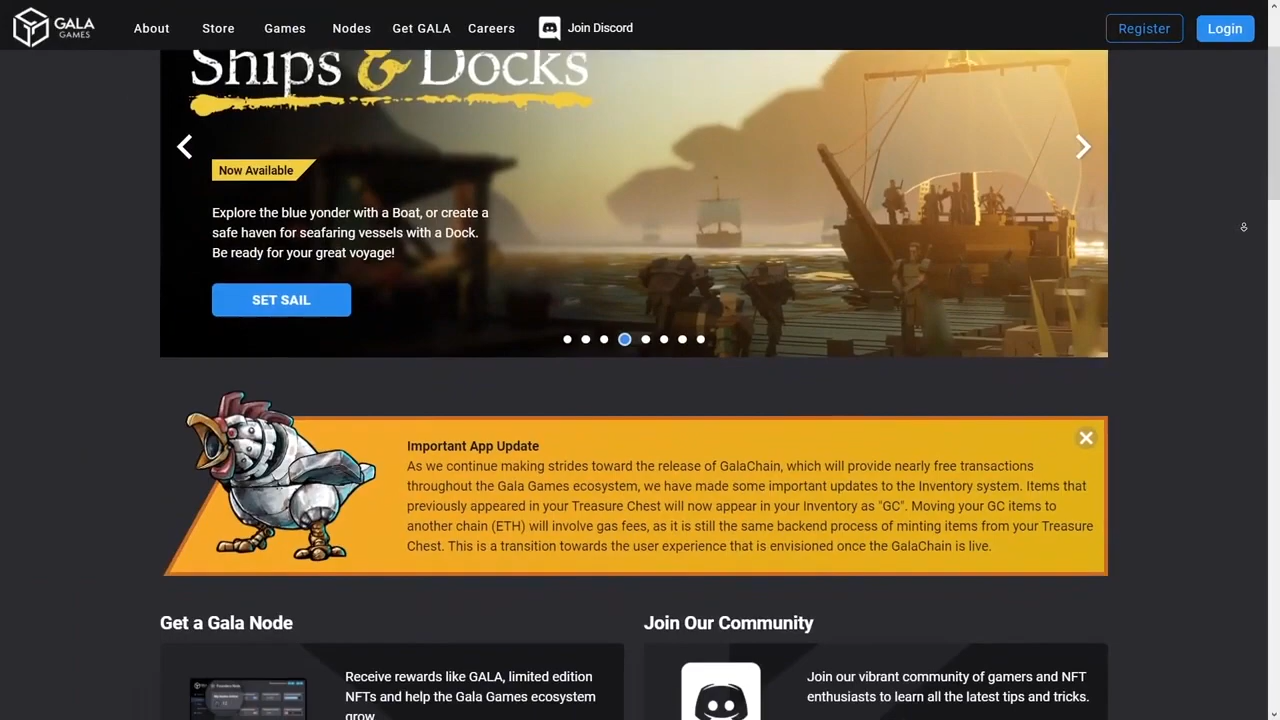 GALA
GAMES
About
Store
Games
Nodes
Get GALA
Careers
Join Discord
Register
Login
Ships & Docks
Now Available
Explore the blue yonder with a Boat, or create a
safe haven for seafaring vessels with a Dock.
Be ready for your great voyage!
SET SAIL
Important App Update
As we continue making strides toward the release of GalaChain, which will provide nearly free transactions
throughout the Gala Games ecosystem, we have made some important updates to the Inventory system. Items that
previously appeared in your Treasure Chest will now appear in your Inventory as "GC". Moving your GC items to
another chain (ETH) will involve gas fees, as it is still the same backend process of minting items from your Treasure
Chest. This is a transition towards the user experience that is envisioned once the GalaChain is live.
Get a Gala Node
Receive rewards like GALA, limited edition
NFTs and help the Gala Games ecosystem
grow
Join Our Community
Join our vibrant community of gamers and NFT
enthusiasts to learn all the latest tips and tricks.